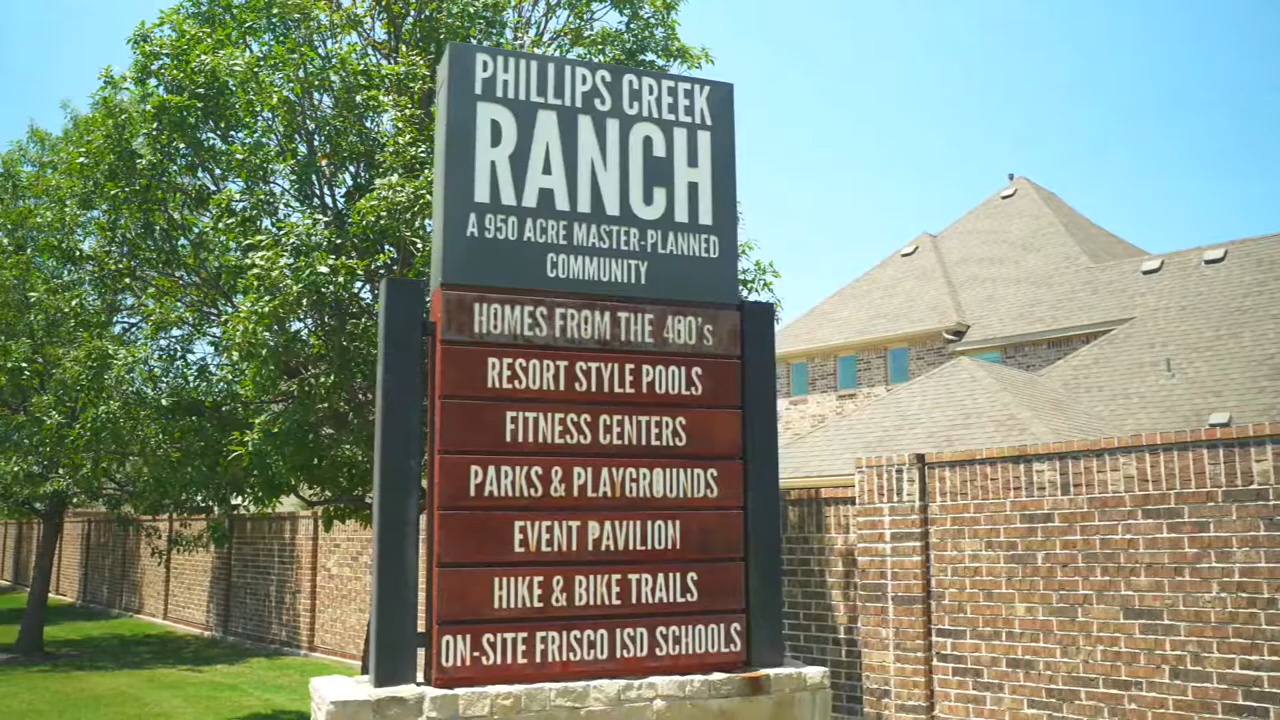 PHILLIPS CREEK
RANCH
A 950 ACRE MASTER-PLANNED
COMMUNITY
HOMES FROM THE 400's
RESORT STYLE POOLS
FITNESS CENTERS
PARKS & PLAYGROUNDS
EVENT PAVILION
HIKE & BIKE TRAILS
ON-SITE FRISCO ISD SCHOOLS